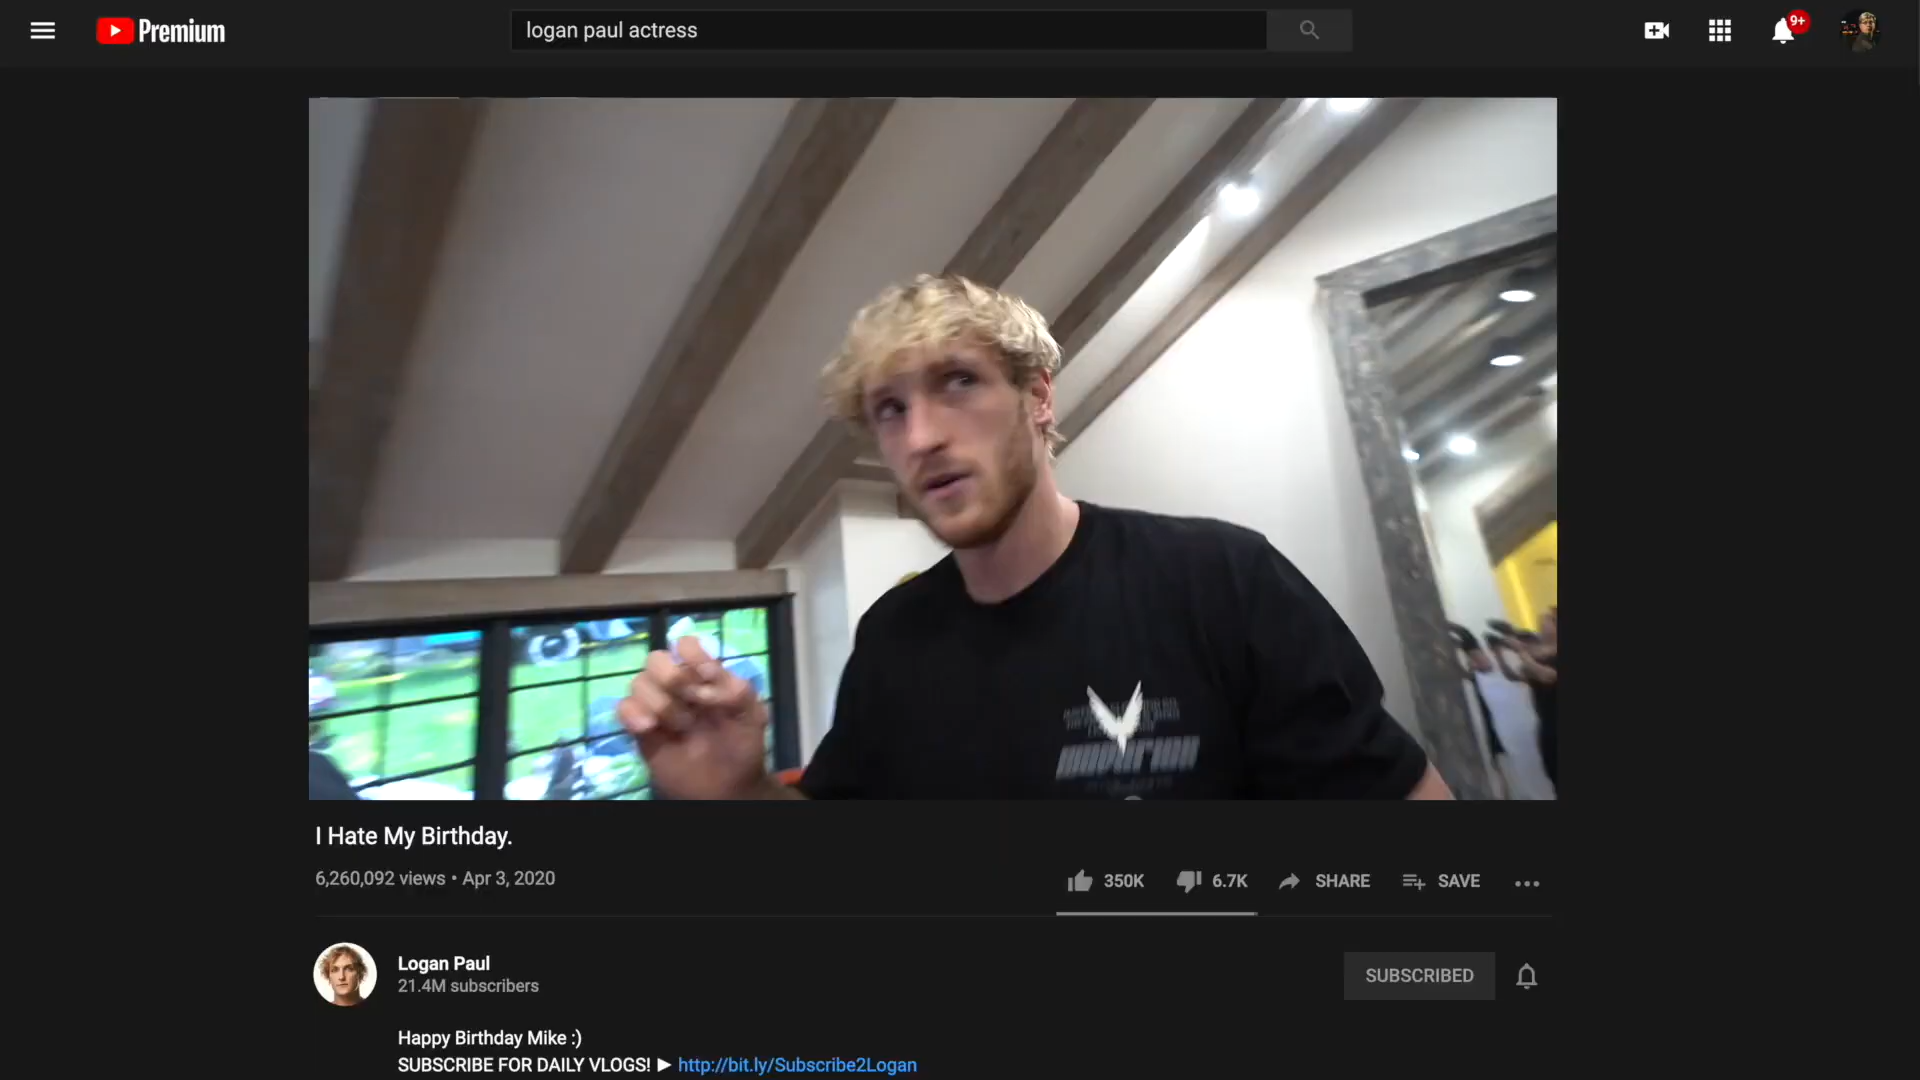 Premium
logan paul actress
9+
I Hate My Birthday.
6,260,092 views • Apr 3, 2020
350K
6.7K
SHARE
SAVE
Logan Paul
21.4M subscribers
SUBSCRIBED
Happy Birthday Mike :)
SUBSCRIBE FOR DAILY VLOGS! ► http://bit.ly/Subscribe2Logan